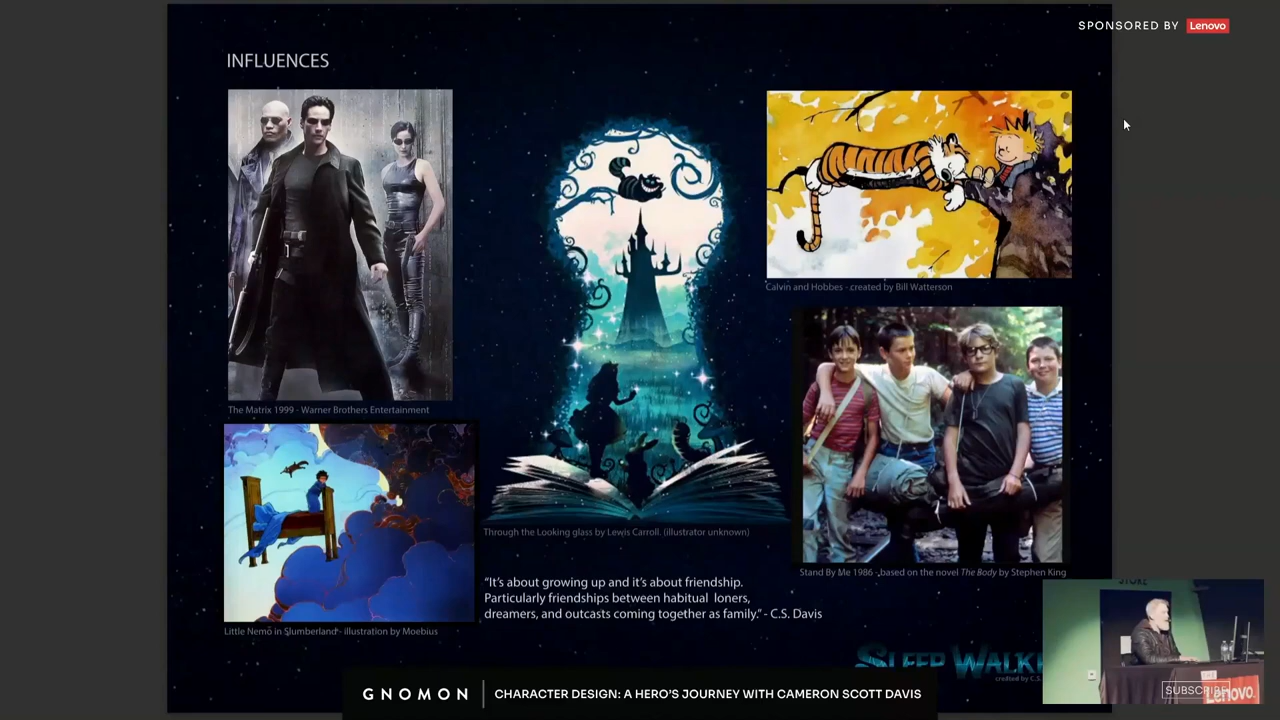 SPONSORED BY Lenovo
INFLUENCES
Calvin and Hobbes - created by Bill Watterson
The Matrix 1999 - Warner Brothers Entertainment
Through the Looking glass by Lewis Carroll. (illustrator unknown)
Stand By Me 1986 - based on the novel The Body by Stephen King
"It's about growing up and it's about friendship.
Particularly friendships between habitual loners,
dreamers, and outcasts coming together as family." - C.S. Davis
Little Nemo in Slumberland - illustration by Moebius
created by C.S.
STORE
SUBSCRIBE
Lenovo.
GNOMON
CHARACTER DESIGN: A HERO'S JOURNEY WITH CAMERON SCOTT DAVIS